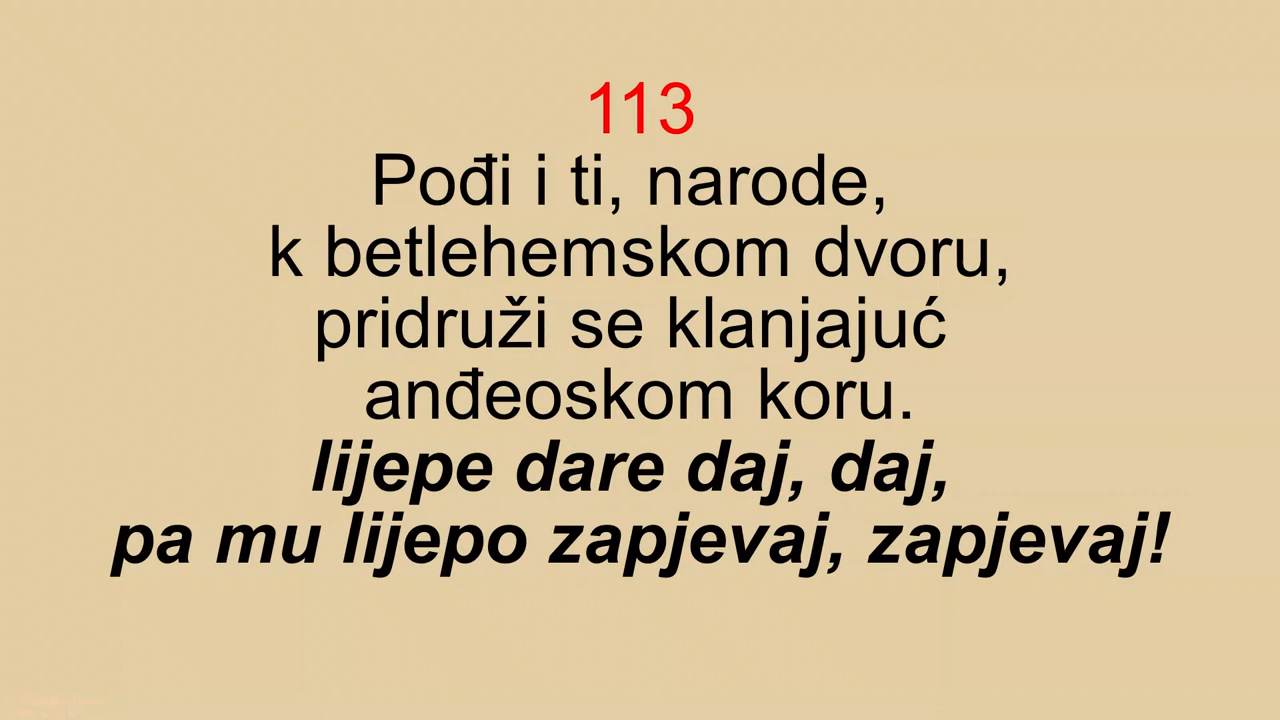 113
Pođi i ti, narode,
k betlehemskom dvoru,
pridruži se klanjajuć
anđeoskom koru.
lijepe dare daj, daj,
pa mu lijepo zapjevaj, zapjevaj!